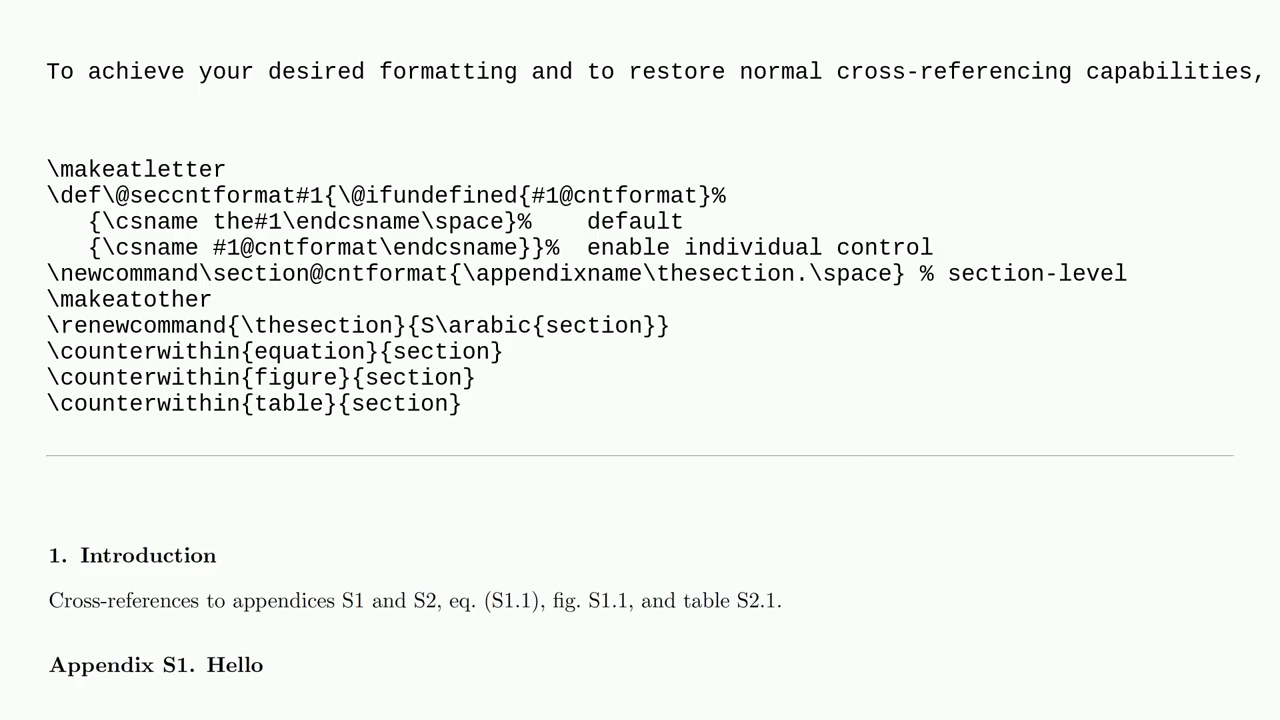 To achieve your desired formatting and to restore normal cross-referencing capabilities,
\makeatletter
\def\@seccntformat#1{\@ifundefined{#1@cntformat}%
   {\csname the#1\endcsname\space}%    default
   {\csname #1@cntformat\endcsname}}%  enable individual control
\newcommand\section@cntformat{\appendixname\thesection.\space} % section-level
\makeatother
\renewcommand{\thesection}{S\arabic{section}}
\counterwithin{equation}{section}
\counterwithin{figure}{section}
\counterwithin{table}{section}
1. Introduction
Cross-references to appendices S1 and S2, eq. (S1.1), fig. S1.1, and table S2.1.
Appendix S1. Hello